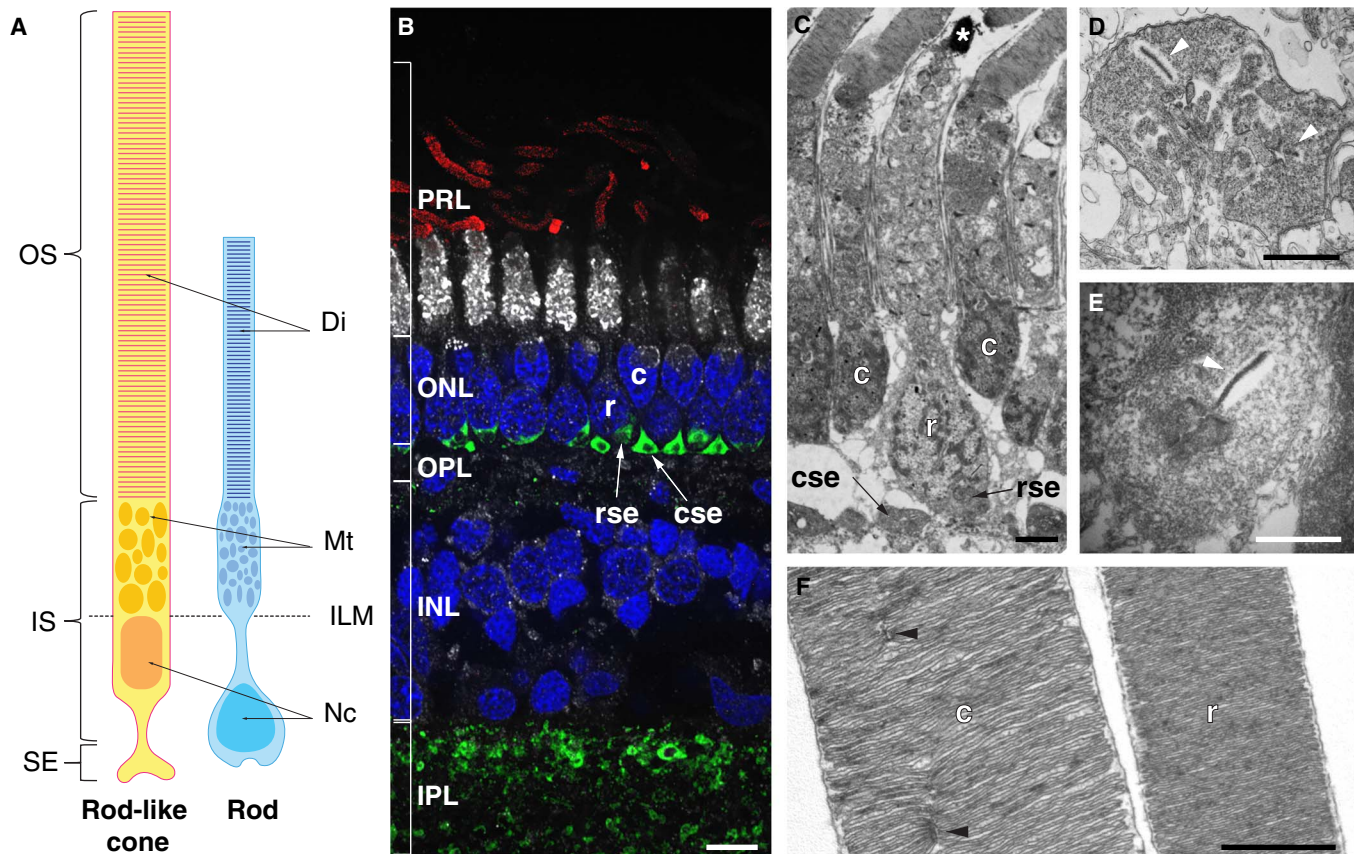 A
OS
IS
SE
Di
Mt
ILM
Nc
Rod-like
cone
Rod
B
PRL
ONL
c
r
OPL
rse
cse
INL
IPL
C
*
c
c
r
cse
rse
D
E
F
c
r